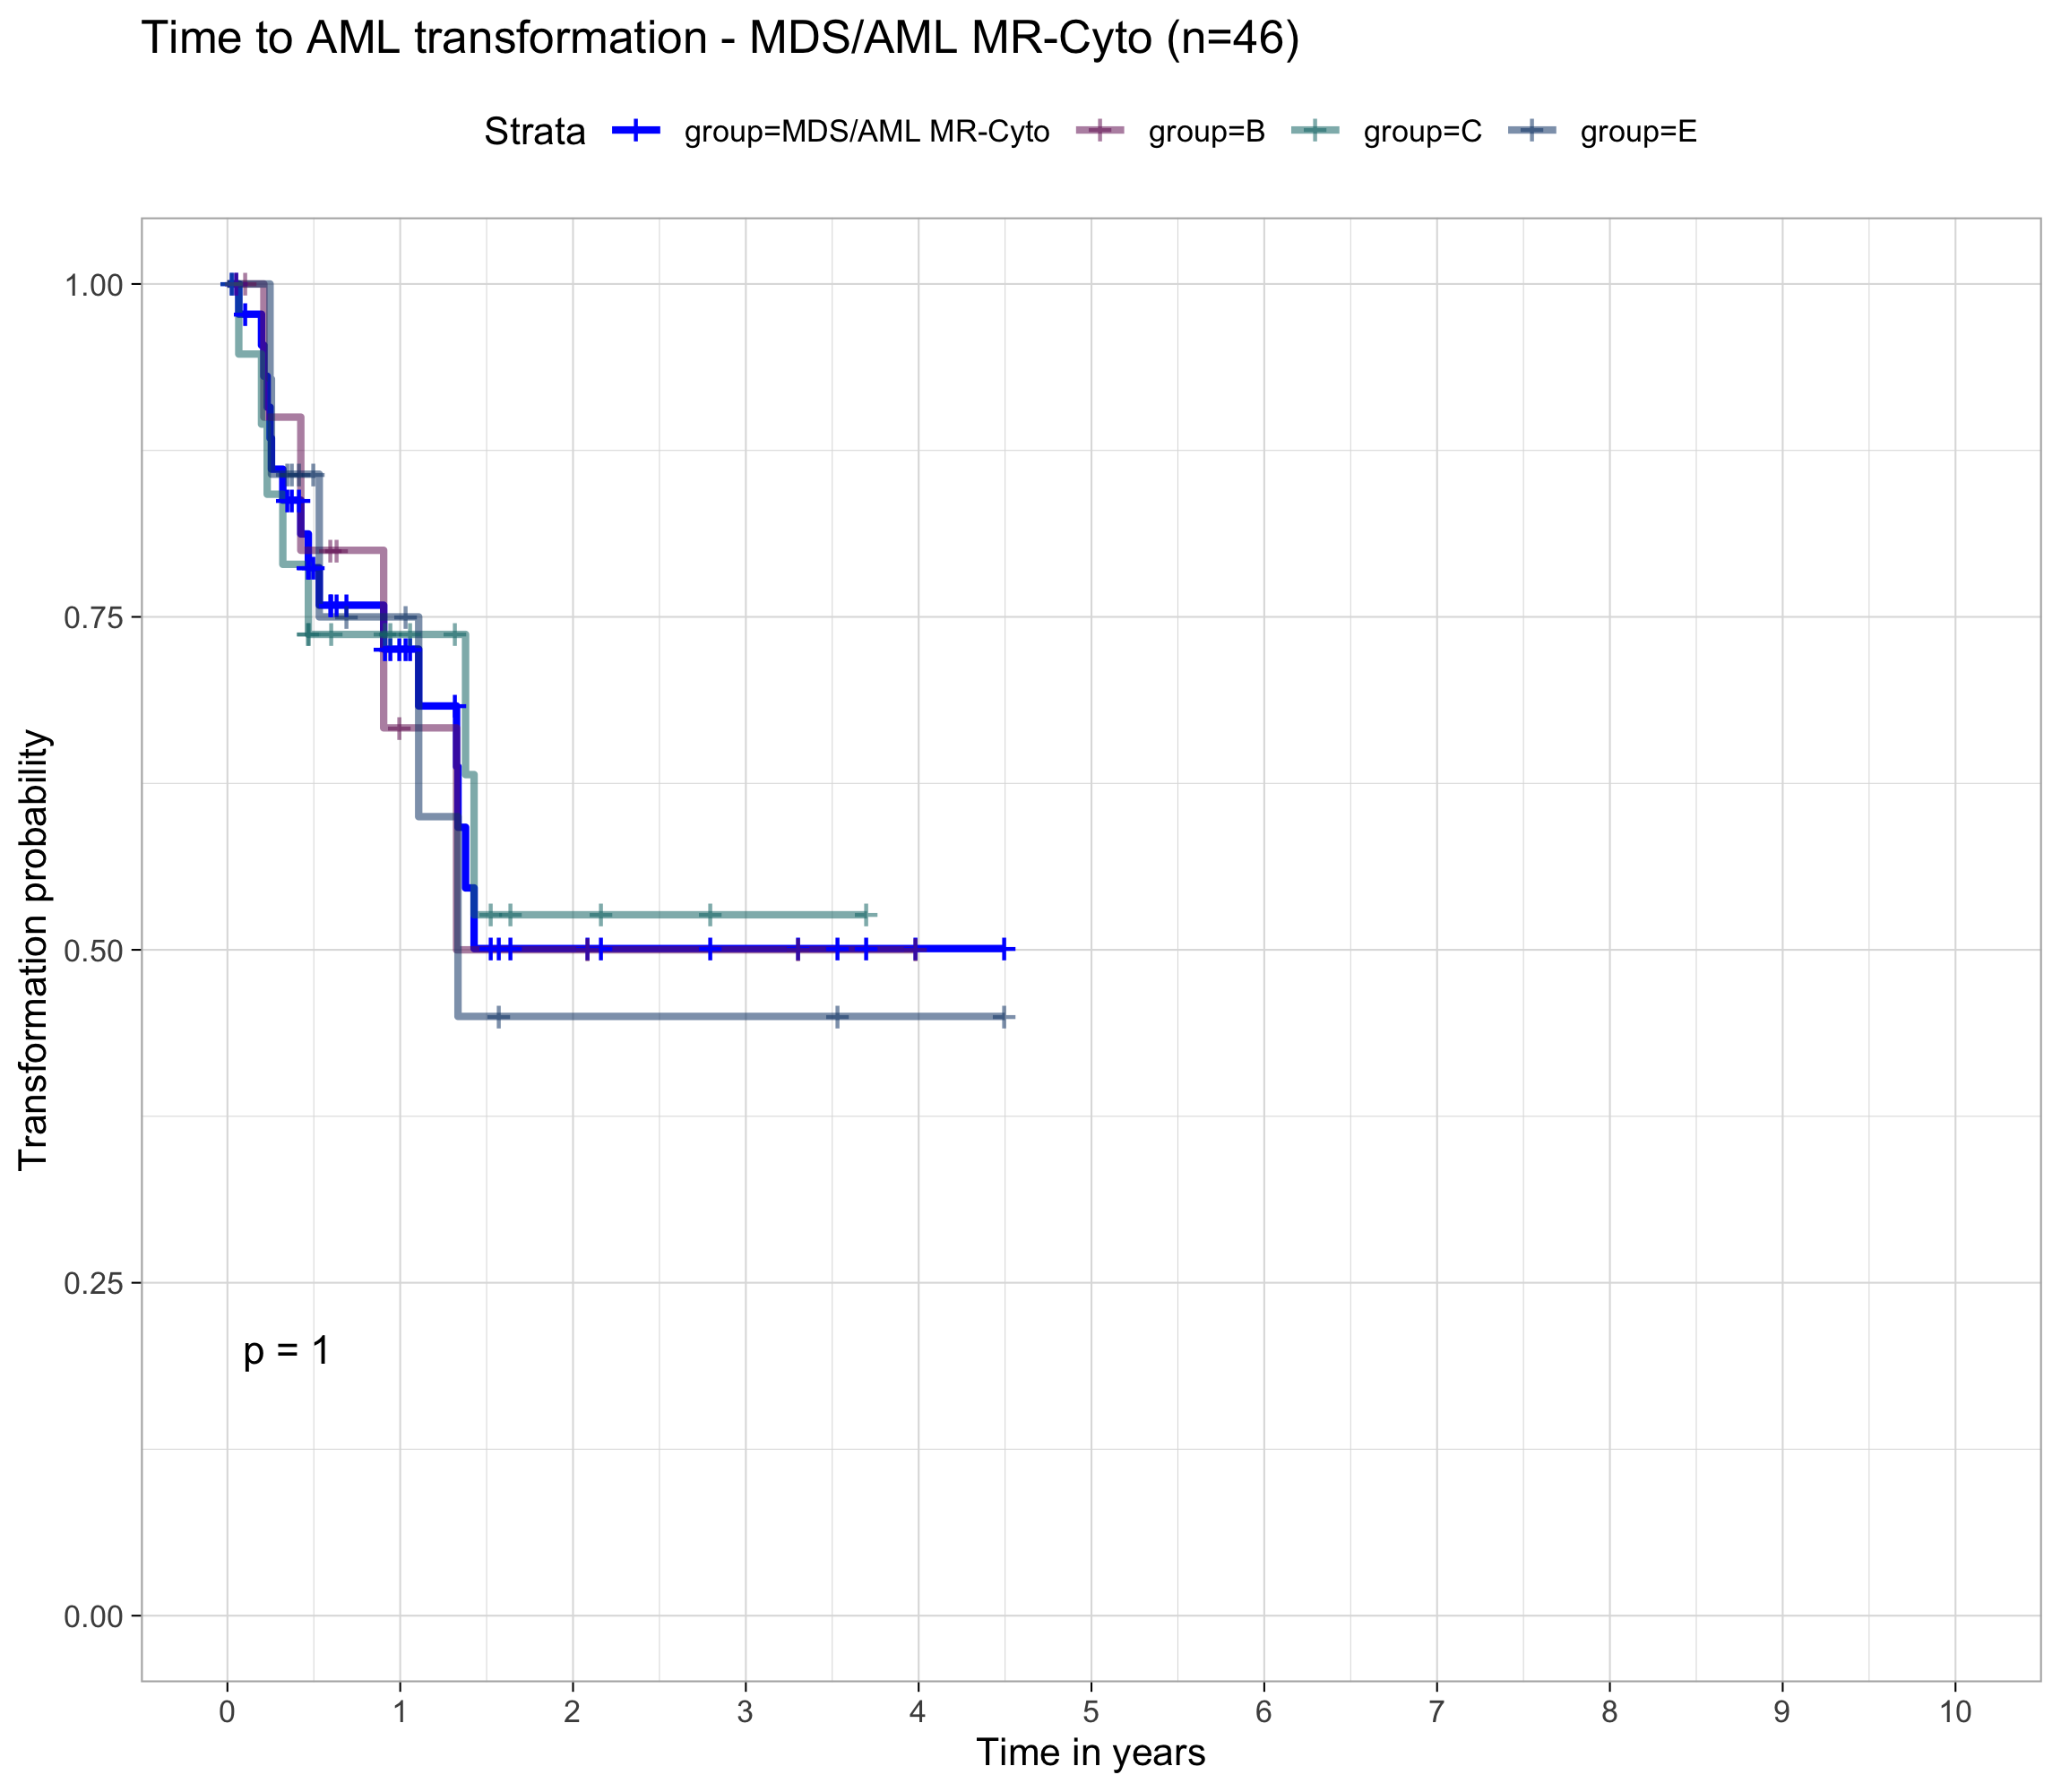 Time to AML transformation - MDS/AML MR-Cyto (n=46)
Strata group=MDS/AML MR-Cyto group=B group=C group=E
Transformation probability
1.00
0.75
0.50
0.25
0.00
p = 1
0 1 2 3 4 5 6 7 8 9 10
Time in years